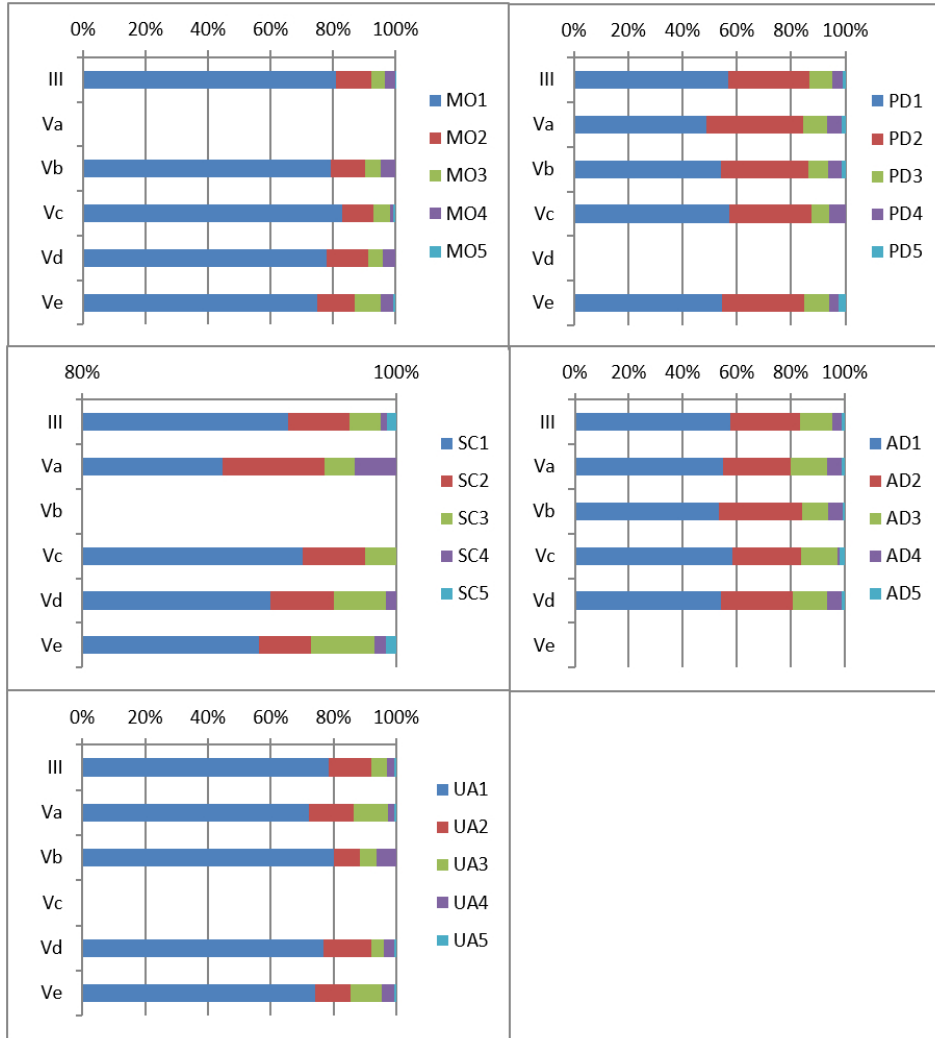 0% 20% 40% 60% 80% 100%
III
Va
Vb
Vc
Vd
Ve
MO1
MO2
MO3
MO4
MO5
0% 20% 40% 60% 80% 100%
III
Va
Vb
Vc
Vd
Ve
PD1
PD2
PD3
PD4
PD5
80% 100%
III
Va
Vb
Vc
Vd
Ve
SC1
SC2
SC3
SC4
SC5
0% 20% 40% 60% 80% 100%
III
Va
Vb
Vc
Vd
Ve
AD1
AD2
AD3
AD4
AD5
0% 20% 40% 60% 80% 100%
III
Va
Vb
Vc
Vd
Ve
UA1
UA2
UA3
UA4
UA5